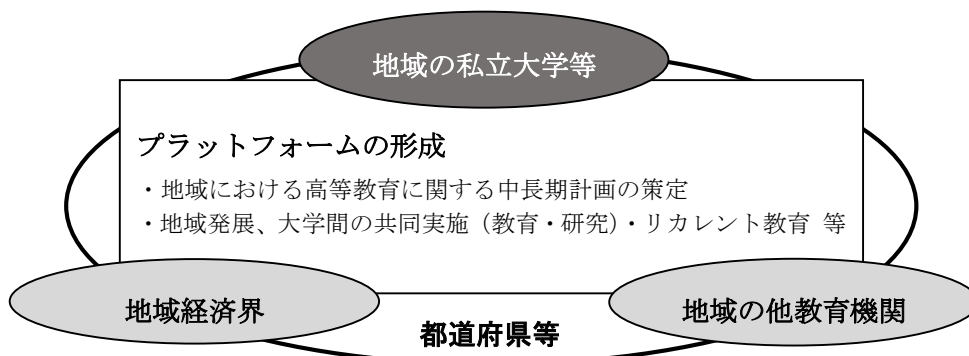 地域の私立大学等
プラットフォームの形成
・地域における高等教育に関する中長期計画の策定
・地域発展、大学間の共同実施（教育・研究）・リカレント教育 等
地域経済界
地域の他教育機関
都道府県等